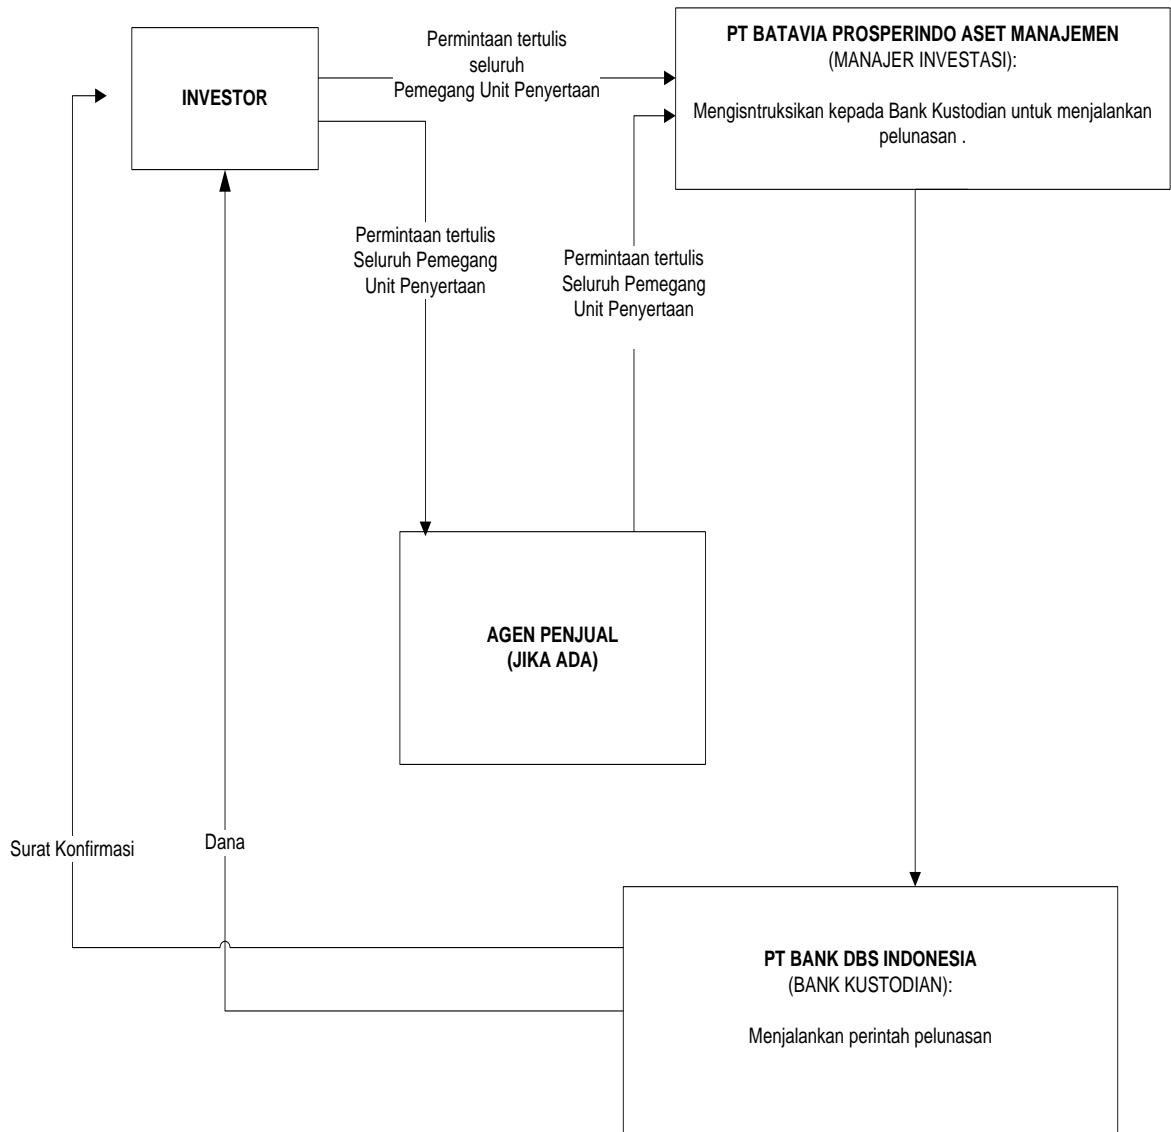 INVESTOR
Permintaan tertulis
seluruh
Pemegang Unit Penyertaan
PT BATAVIA PROSPERINDO ASET MANAJEMEN
(MANAJER INVESTASI):
Mengisntruksikan kepada Bank Kustodian untuk menjalankan
pelunasan .
Permintaan tertulis
Seluruh Pemegang
Unit Penyertaan
Permintaan tertulis
Seluruh Pemegang
Unit Penyertaan
AGEN PENJUAL
(JIKA ADA)
Surat Konfirmasi
Dana
PT BANK DBS INDONESIA
(BANK KUSTODIAN):
Menjalankan perintah pelunasan